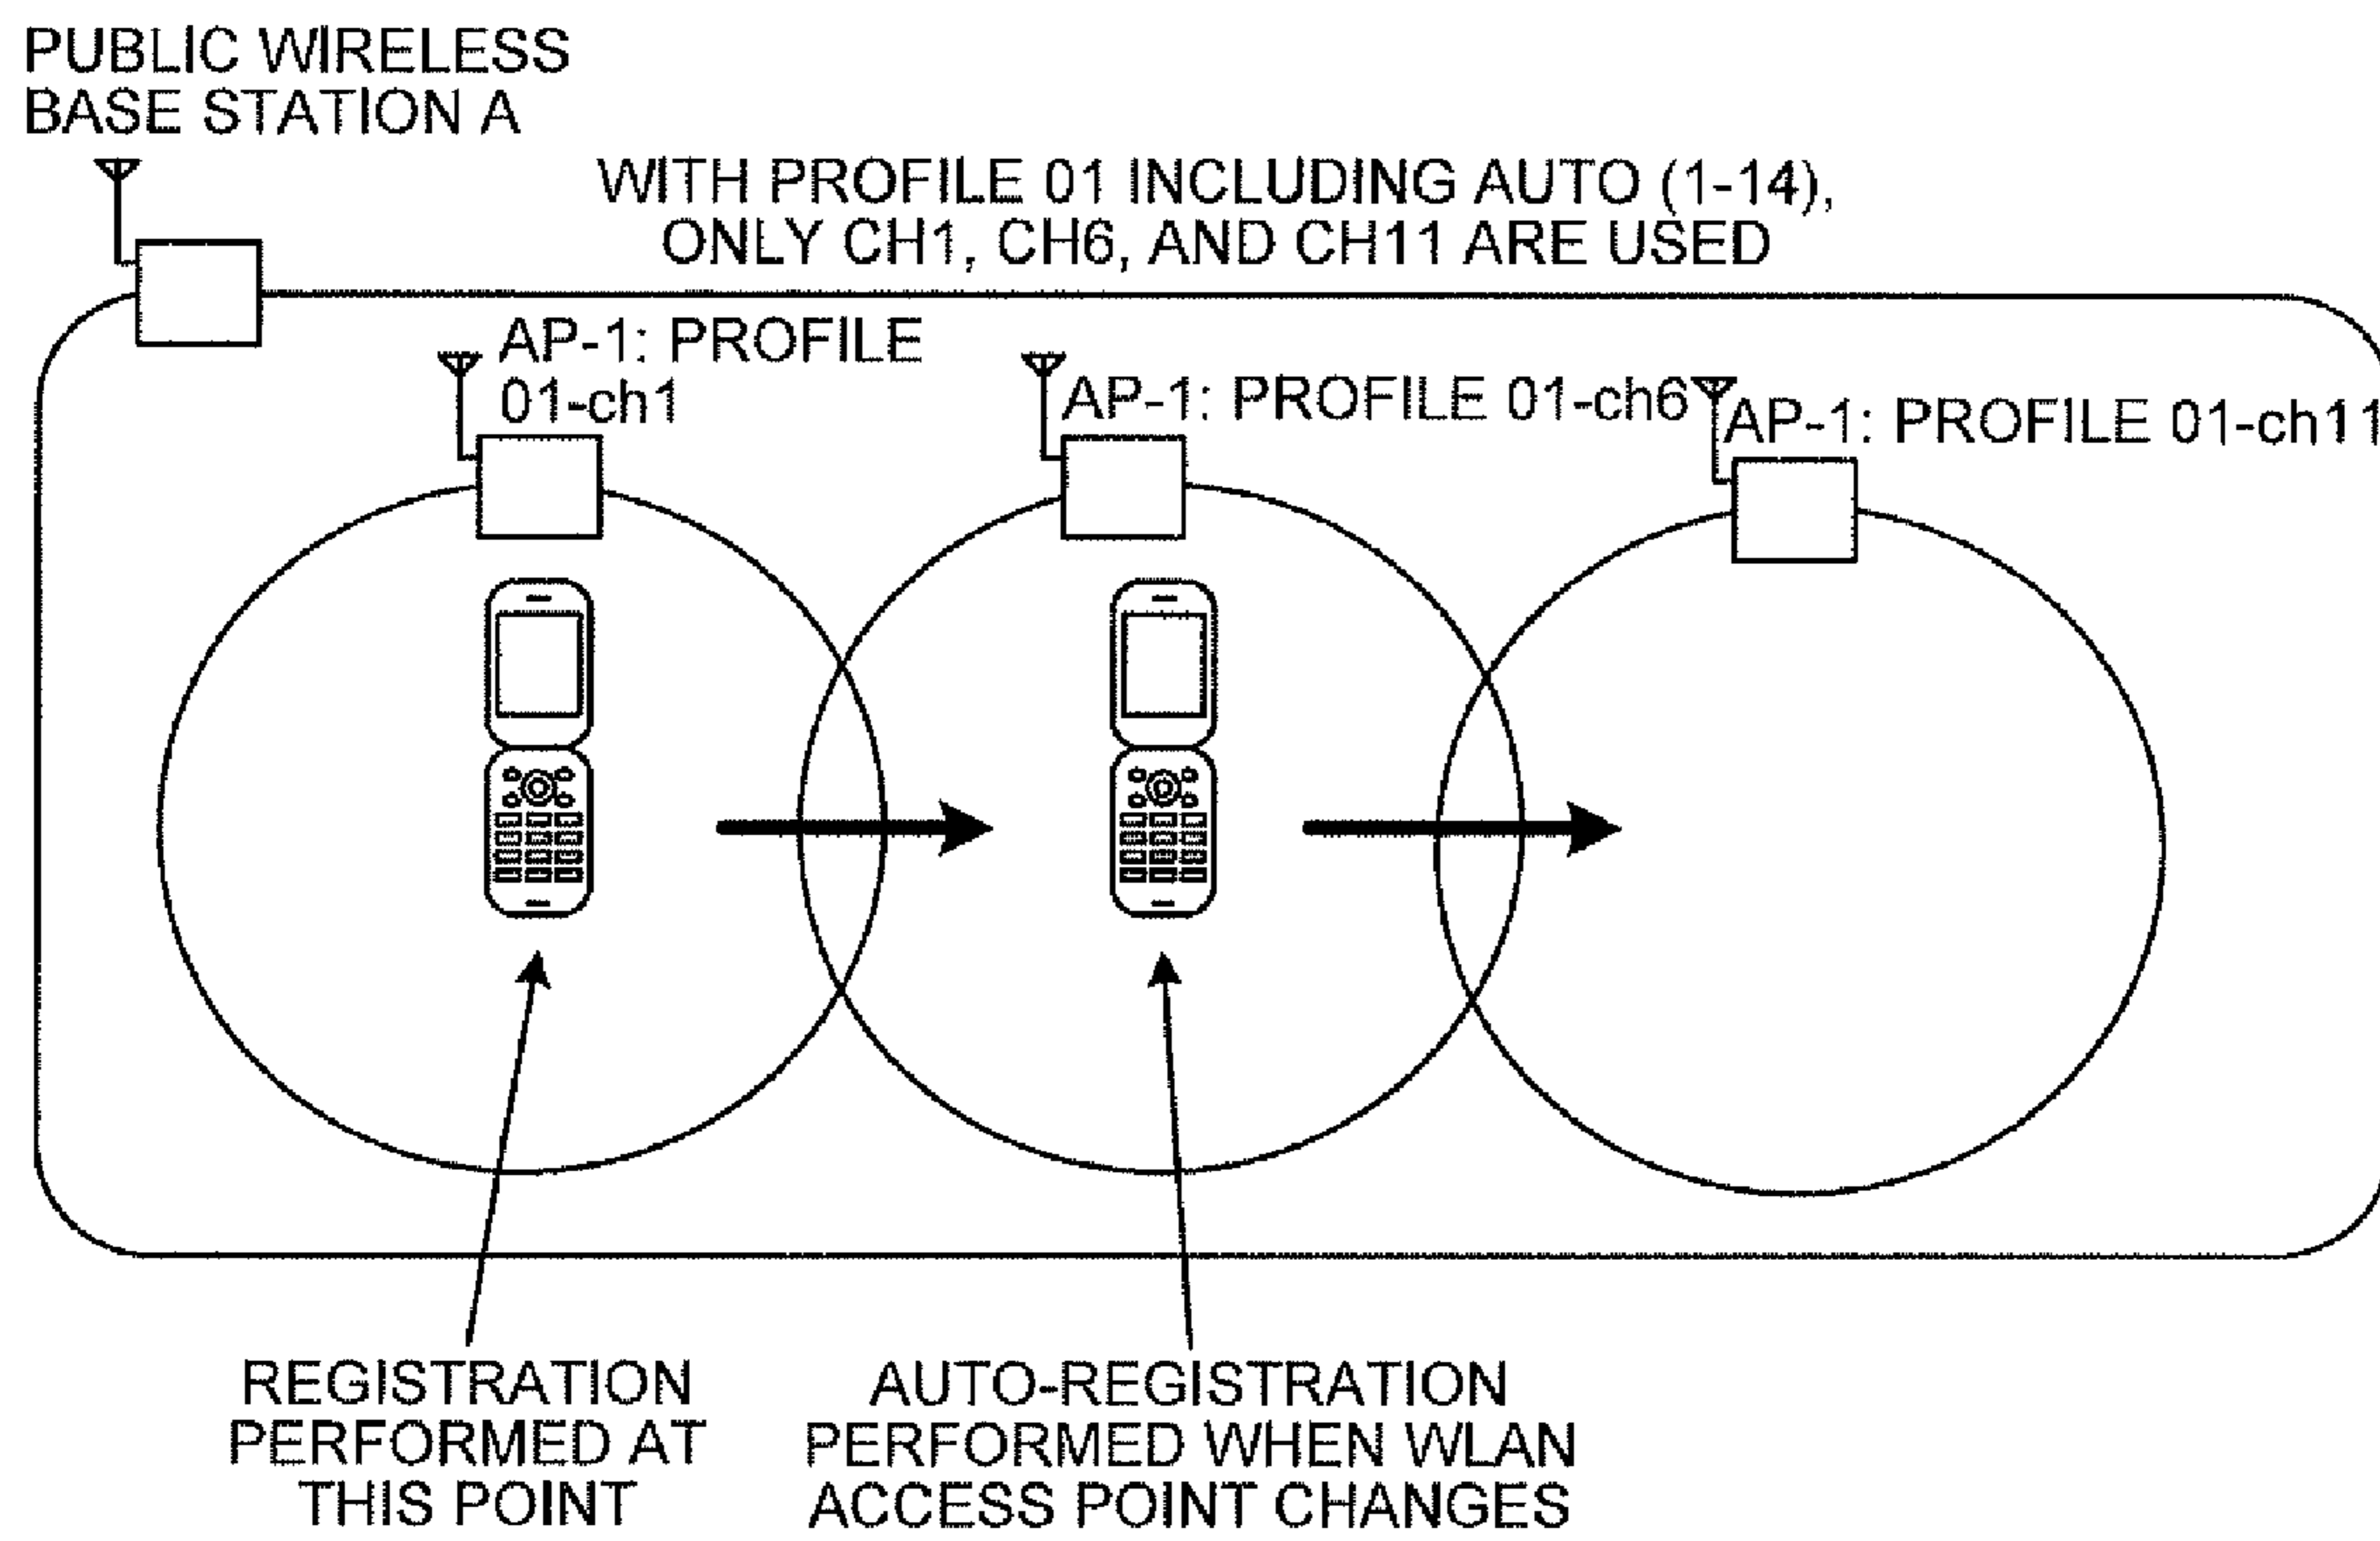 PUBLIC WIRELESS
BASE STATION A
WITH PROFILE 01 INCLUDING AUTO (1-14),
ONLY CH1, CH6, AND CH11 ARE USED
AP-1: PROFILE
01-ch1
AP-1: PROFILE 01-ch6
AP-1: PROFILE 01-ch11
REGISTRATION
PERFORMED AT
THIS POINT
AUTO-REGISTRATION
PERFORMED WHEN WLAN
ACCESS POINT CHANGES